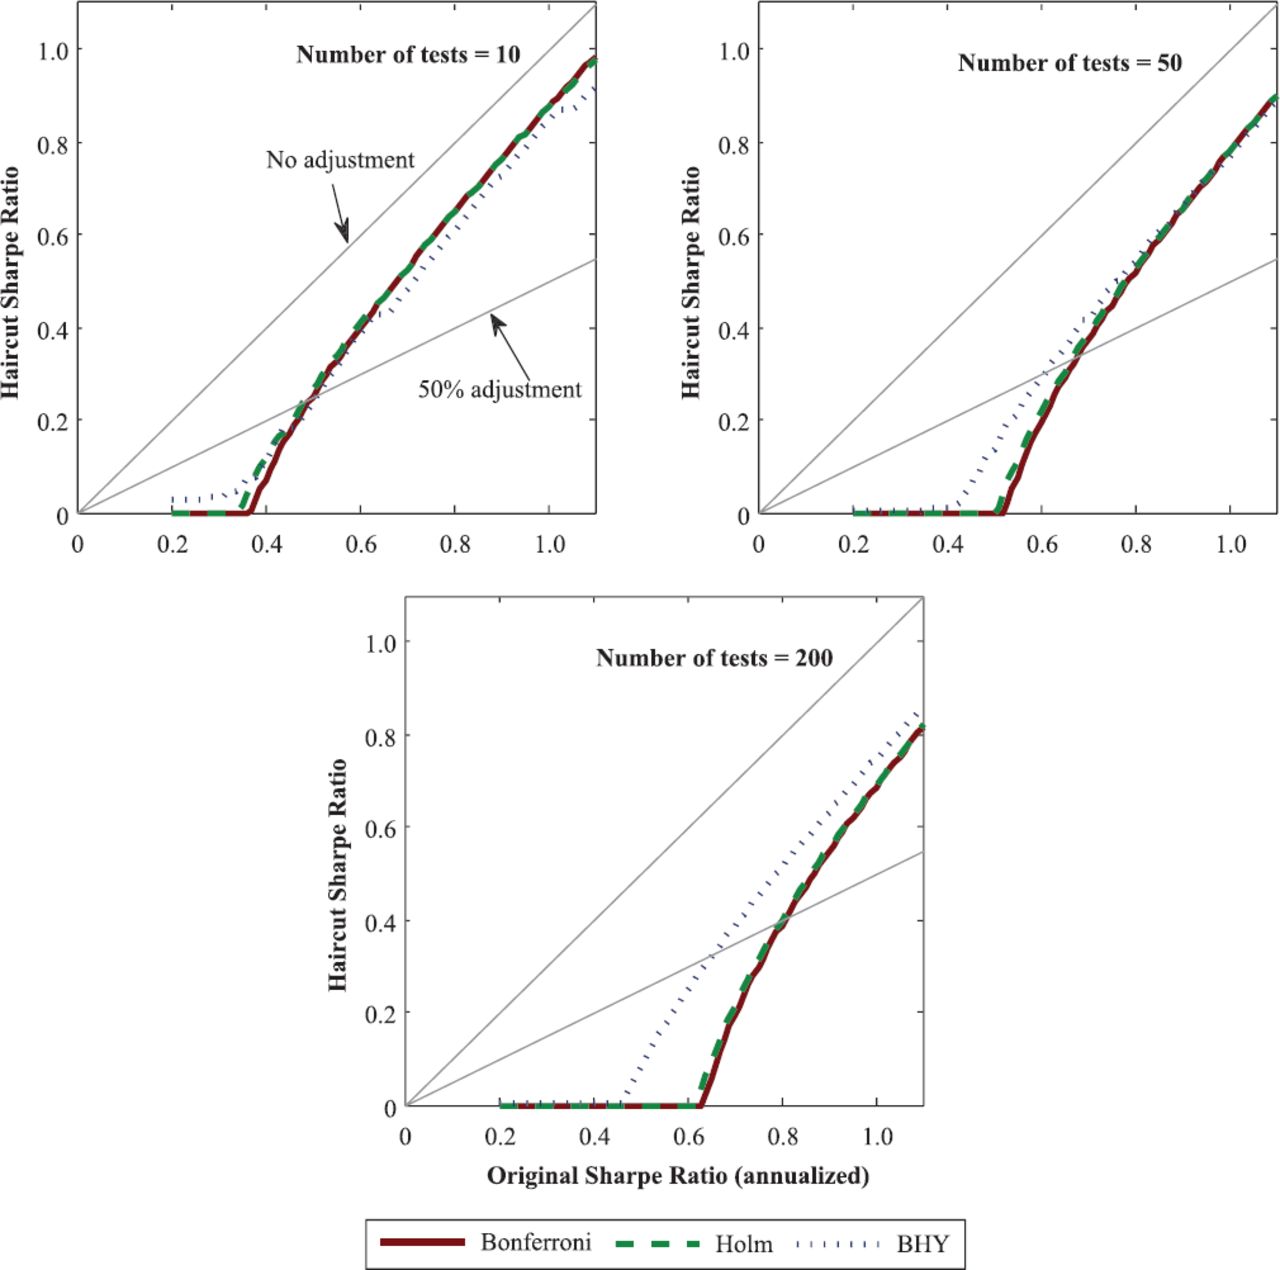 Number of tests = 10
Haircut Sharpe Ratio
1.0
0.8
0.6
0.4
0.2
0
No adjustment
50% adjustment
0 0.2 0.4 0.6 0.8 1.0
Number of tests = 50
Haircut Sharpe Ratio
1.0
0.8
0.6
0.4
0.2
0
0 0.2 0.4 0.6 0.8 1.0
Number of tests = 200
Haircut Sharpe Ratio
1.0
0.8
0.6
0.4
0.2
0
0 0.2 0.4 0.6 0.8 1.0
Original Sharpe Ratio (annualized)
Bonferroni Holm BHY